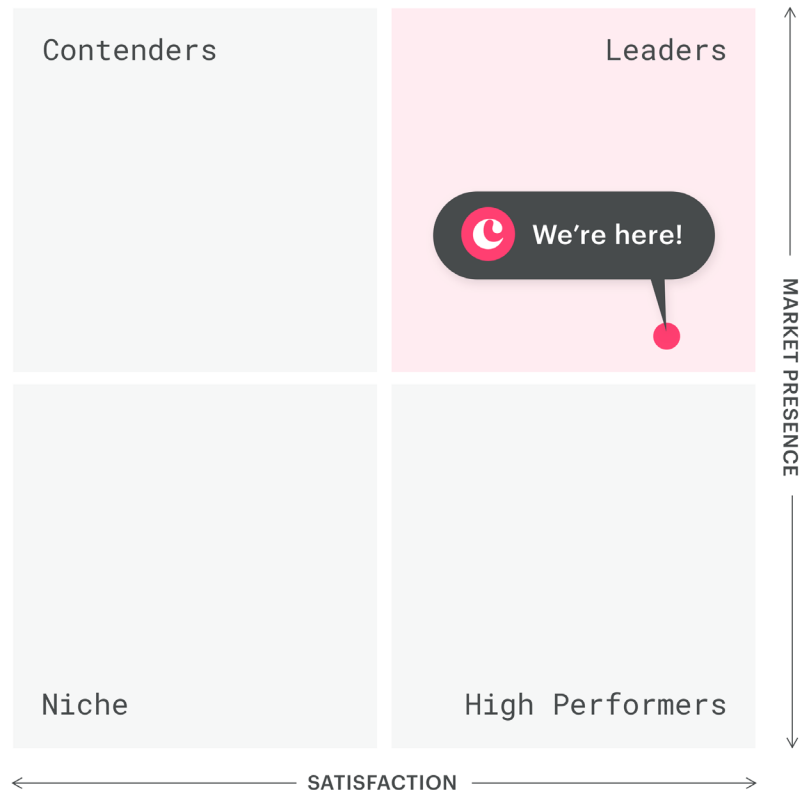 Contenders
Leaders
We’re here!
MARKET PRESENCE
Niche
High Performers
SATISFACTION